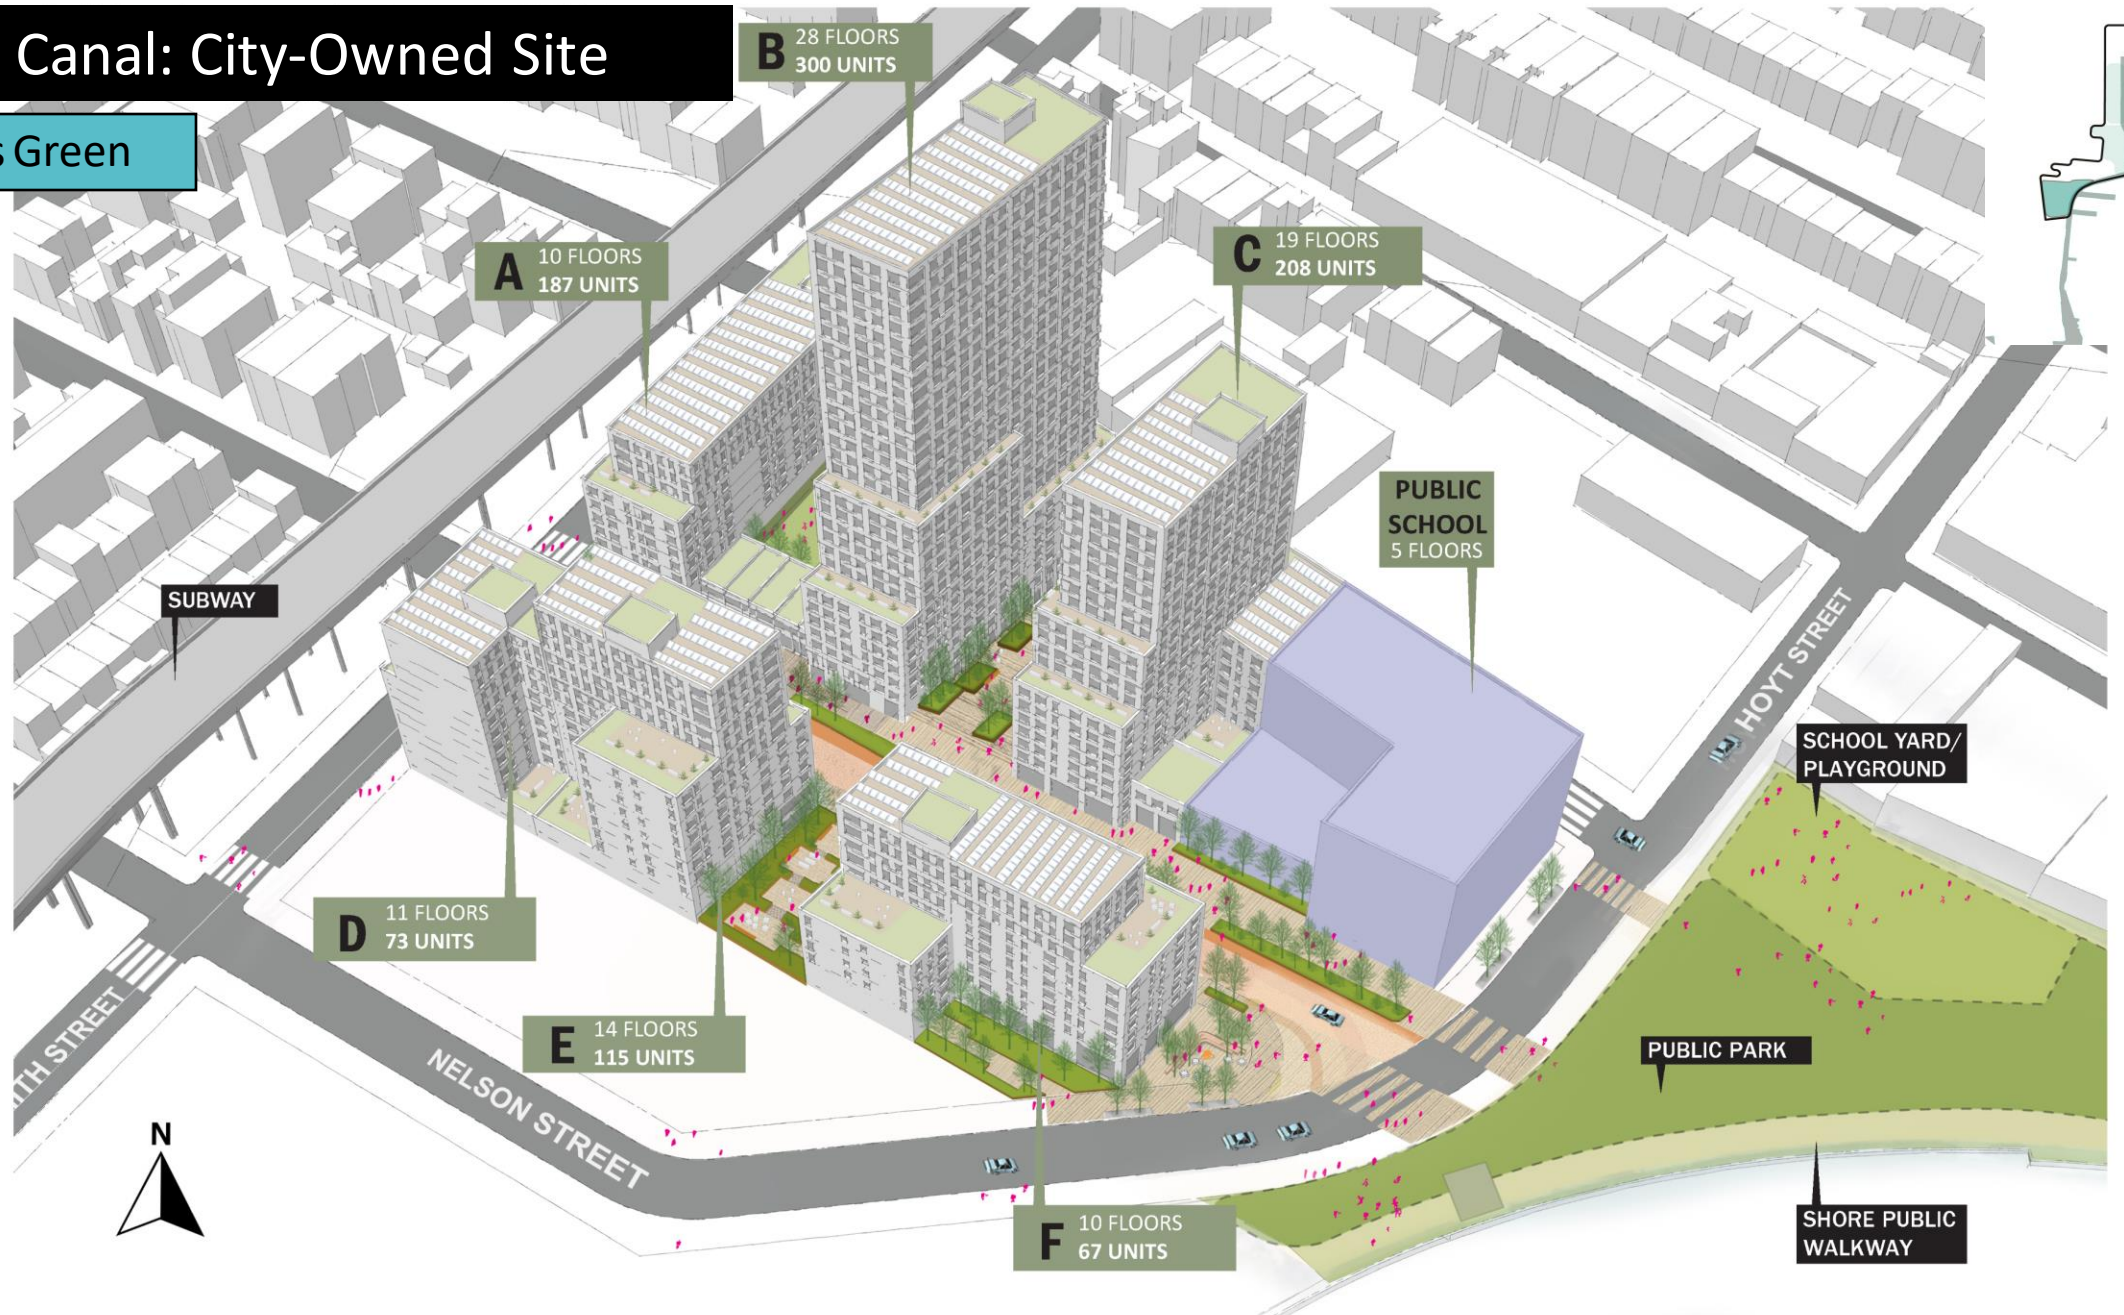 Canal: City-Owned Site
Green
B
28 FLOORS
300 UNITS
A
10 FLOORS
187 UNITS
C
19 FLOORS
208 UNITS
PUBLIC
SCHOOL
5 FLOORS
SUBWAY
HOYT STREET
SCHOOL YARD/
PLAYGROUND
D
11 FLOORS
73 UNITS
E
14 FLOORS
115 UNITS
ITH STREET
NELSON STREET
PUBLIC PARK
N
F
10 FLOORS
67 UNITS
SHORE PUBLIC
WALKWAY